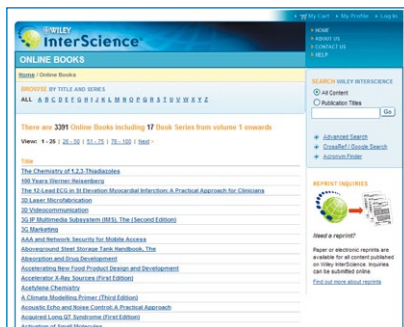 My Cart My Profile Log In
WILEY
InterScience®
HOME
ABOUT US
CONTACT US
HELP
ONLINE BOOKS
Home / Online Books
BROWSE BY TITLE AND SERIES
ALL A B C D E F G H I J K L M N O P Q R S T U V W X Y Z
There are 3391 Online Books including 17 Book Series from volume 1 onwards
View: 1 - 25 | 26 - 50 | 51 - 75 | 76 - 100 | Next >
Title
The Chemistry of 1,2,3-Thiadiazoles
100 Years Werner Heisenberg
The 12-Lead ECG in St Elevation Myocardial Infarction: A Practical Approach for Clinicians
3D Laser Microfabrication
3D Videocommunication
3G IP Multimedia Subsystem (IMS), The (Second Edition)
3G Marketing
AAA and Network Security for Mobile Access
Aboveground Steel Storage Tank Handbook, The
Absorption and Drug Development
Accelerating New Food Product Design and Development
Accelerator X-Ray Sources (First Edition)
Acetylene Chemistry
A Climate Modelling Primer (Third Edition)
Acoustic Echo and Noise Control: A Practical Approach
Acquired Long QT Syndrome (First Edition)
Activation of Small Molecules
SEARCH WILEY INTERSCIENCE
All Content
Publication Titles
Go
Advanced Search
CrossRef / Google Search
Acronym Finder
REPRINT INQUIRIES
Need a reprint?
Paper or electronic reprints are
available for all content published
on Wiley InterScience. Inquiries
can be submitted online.
Find out more about reprints